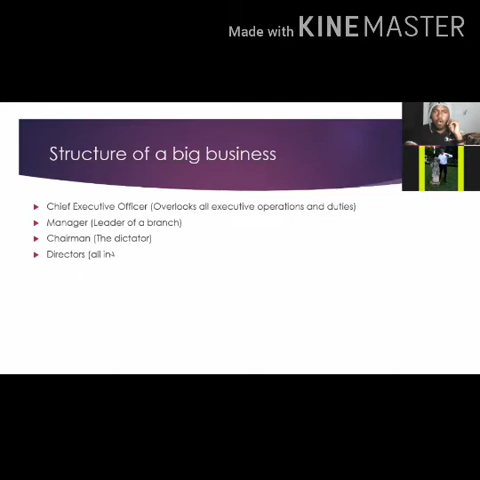 Made with KINEMASTER
Structure of a big business
Chief Executive Officer (Overlooks all executive operations and duties)
Manager (Leader of a branch)
Chairman (The dictator)
Directors (all in